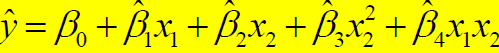 ŷ = β₀ + β̂₁x₁ + β̂₂x₂ + β̂₃x₂² + β̂₄x₁x₂